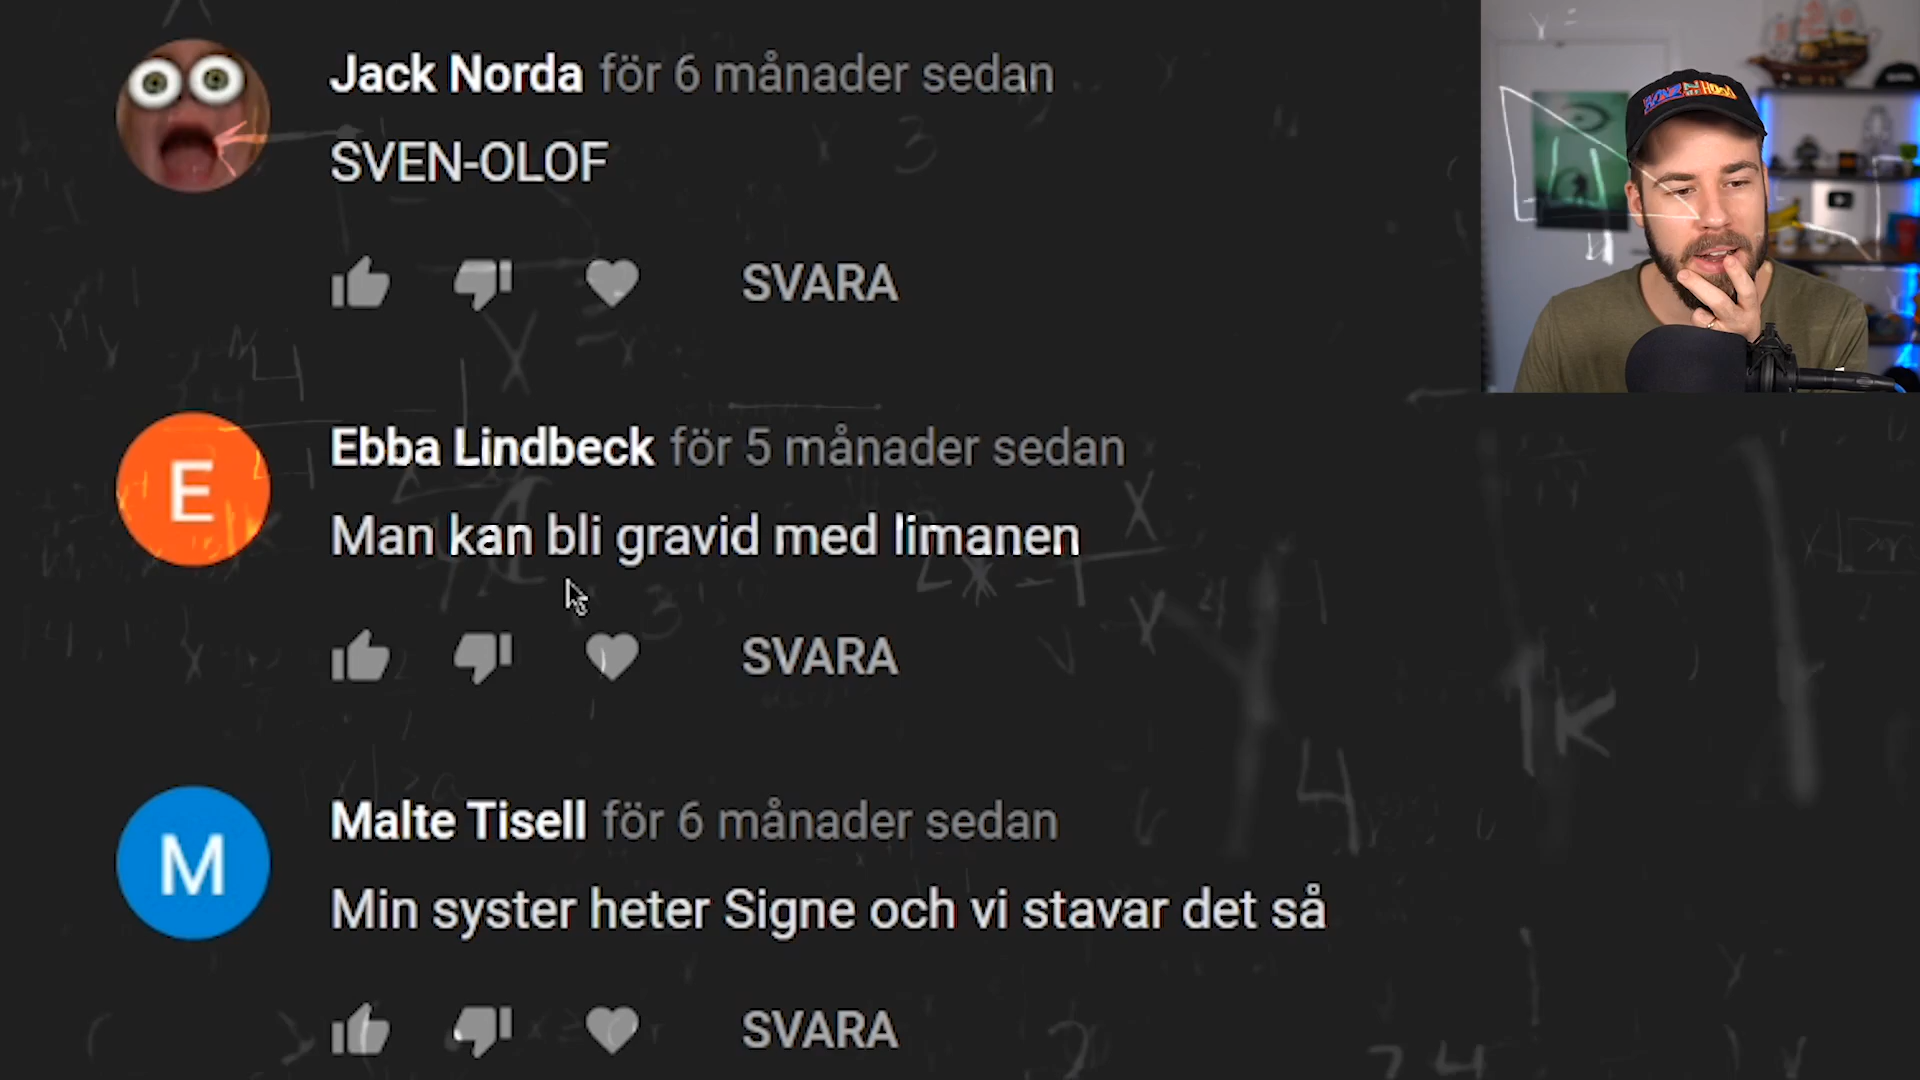 Jack Norda för 6 månader sedan
SVEN-OLOF
SVARA
Ebba Lindbeck för 5 månader sedan
E
Man kan bli gravid med limanen
SVARA
Malte Tisell för 6 månader sedan
M
Min syster heter Signe och vi stavar det så
SVARA